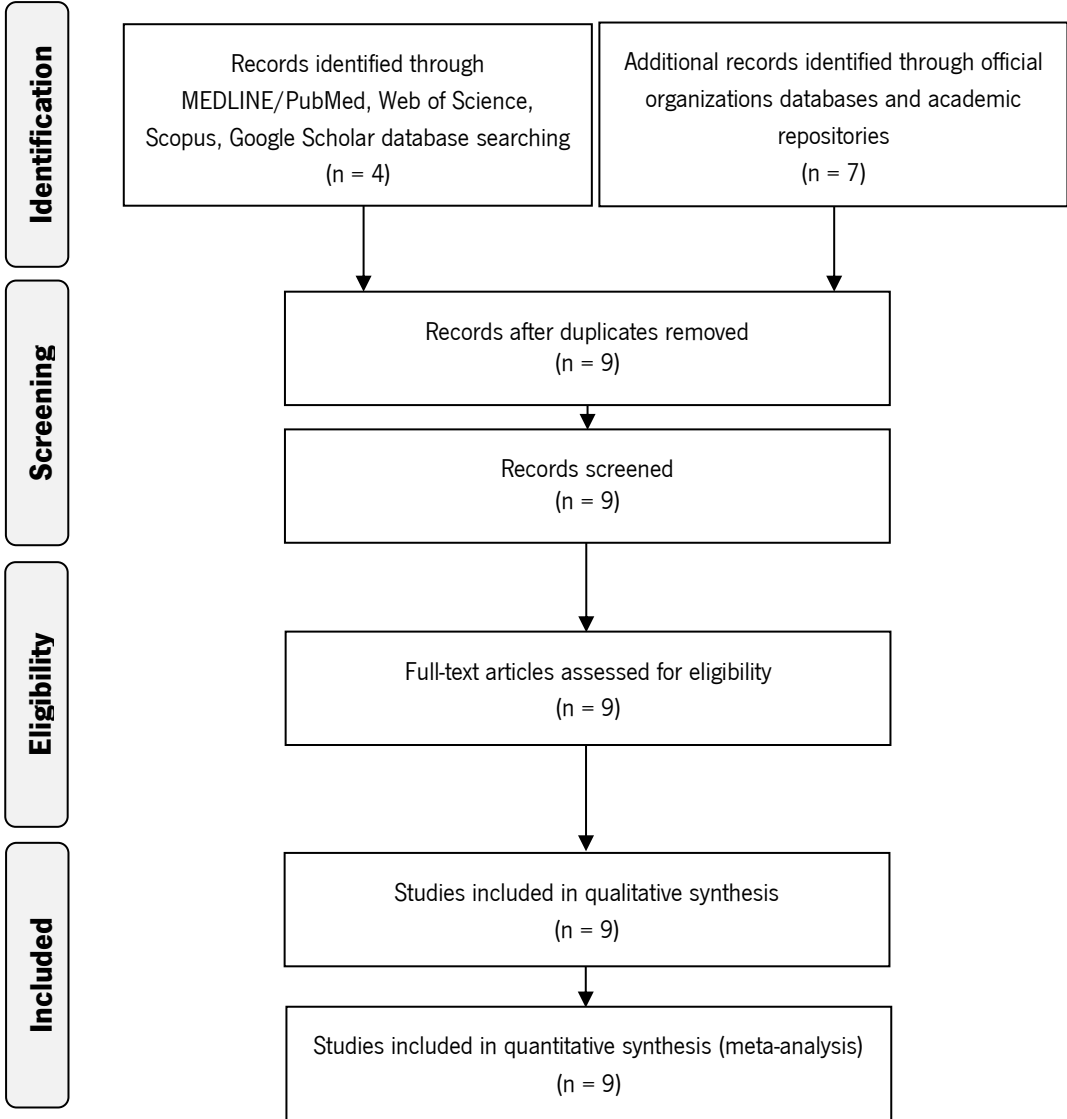 Identification
Records identified through
MEDLINE/PubMed, Web of Science,
Scopus, Google Scholar database searching
(n = 4)
Additional records identified through official
organizations databases and academic
repositories
(n = 7)
Screening
Records after duplicates removed
(n = 9)
Records screened
(n = 9)
Eligibility
Full-text articles assessed for eligibility
(n = 9)
Included
Studies included in qualitative synthesis
(n = 9)
Studies included in quantitative synthesis (meta-analysis)
(n = 9)